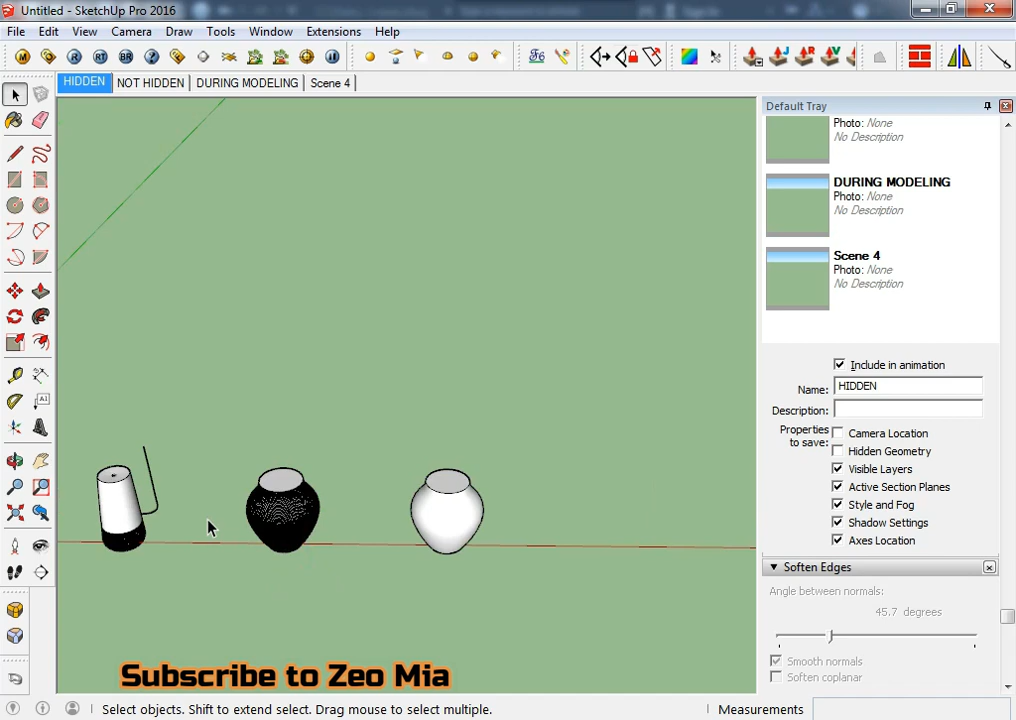 Untitled - SketchUp Pro 2016
File Edit View Camera Draw Tools Window Extensions Help
HIDDEN NOT HIDDEN DURING MODELING Scene 4
Default Tray
Photo: None
No Description
DURING MODELING
Photo: None
No Description
Scene 4
Photo: None
No Description
Include in animation
Name: HIDDEN
Description:
Properties to save:
Camera Location
Hidden Geometry
Visible Layers
Active Section Planes
Style and Fog
Shadow Settings
Axes Location
Soften Edges
Angle between normals:
45.7 degrees
Smooth normals
Soften coplanar
Subscribe to Zeo Mia
Select objects. Shift to extend select. Drag mouse to select multiple. Measurements